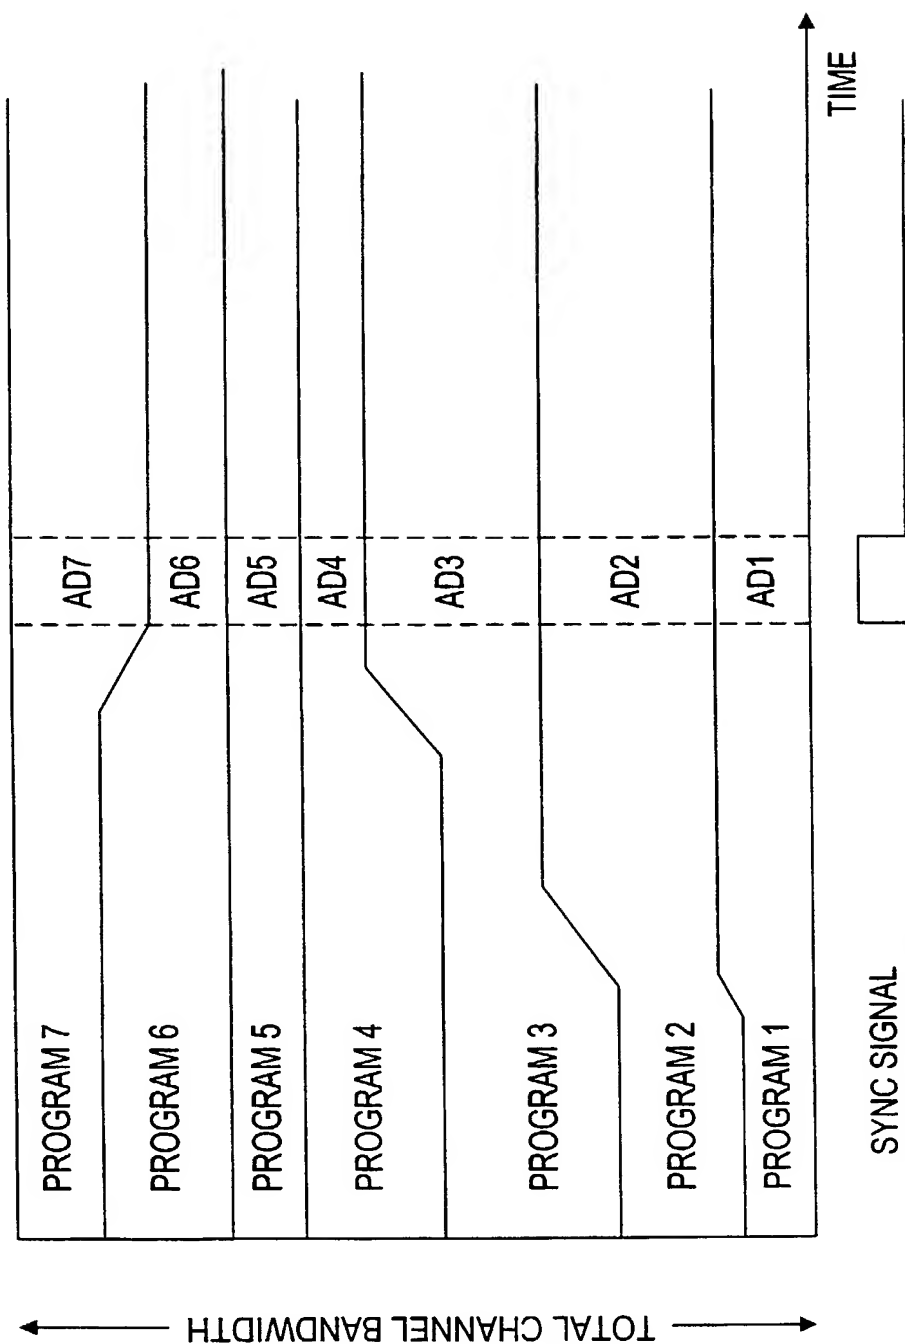 TOTAL CHANNEL BANDWIDTH
PROGRAM 7
PROGRAM 6
PROGRAM 5
PROGRAM 4
PROGRAM 3
PROGRAM 2
PROGRAM 1
AD7
AD6
AD5
AD4
AD3
AD2
AD1
TIME
SYNC SIGNAL